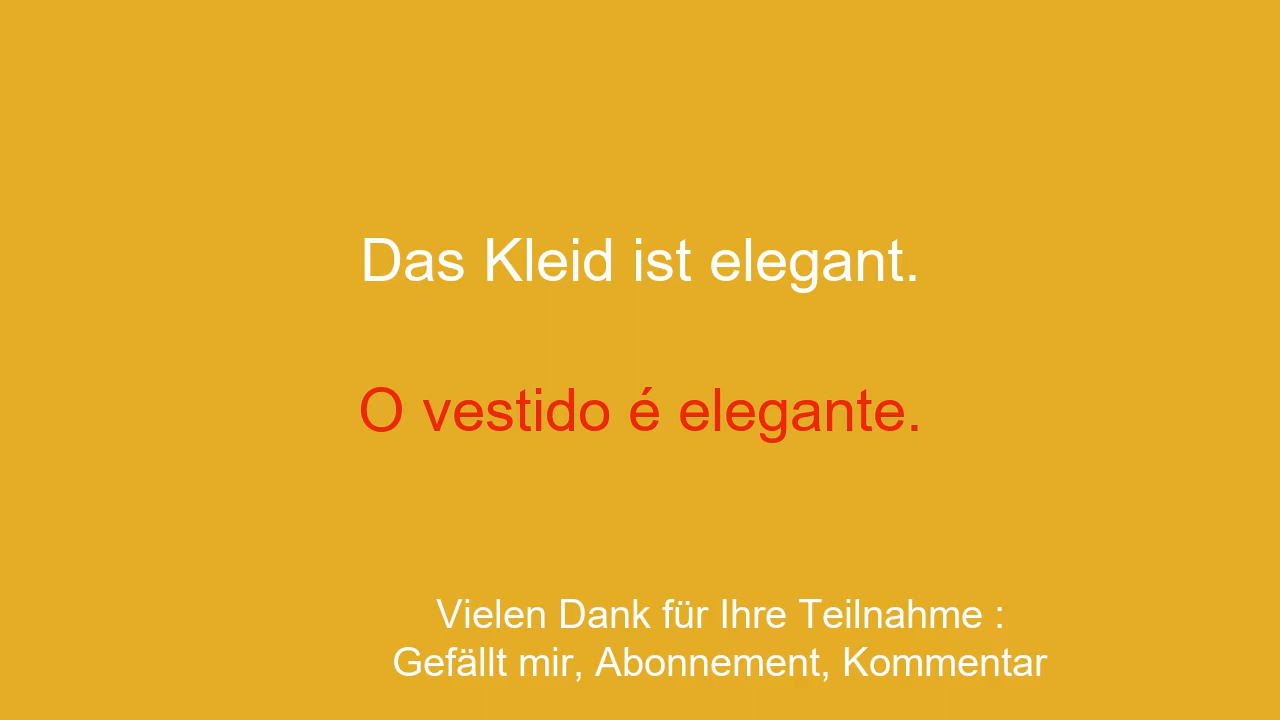 Das Kleid ist elegant.
O vestido é elegante.
Vielen Dank für Ihre Teilnahme :
Gefällt mir, Abonnement, Kommentar